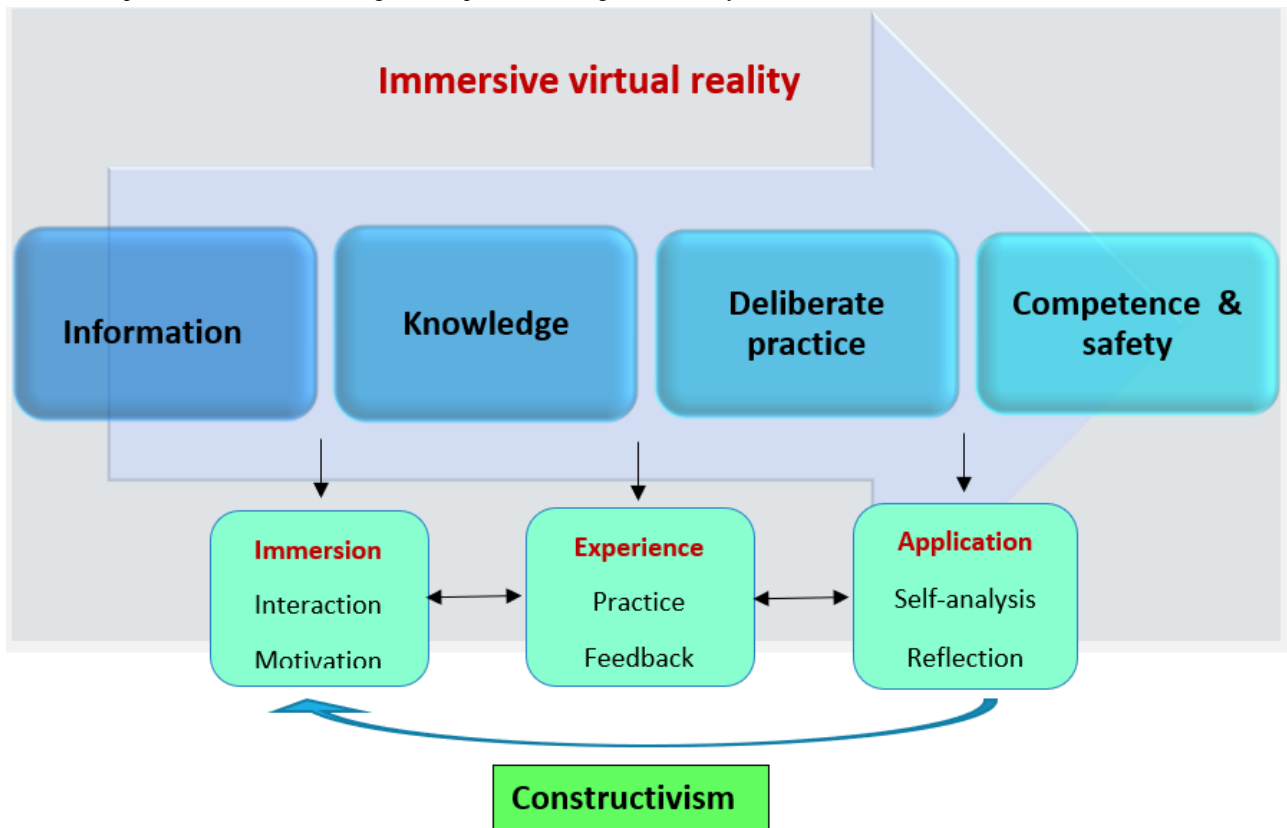 Immersive virtual reality
Information
Knowledge
Deliberate
practice
Competence &
safety
Immersion
Interaction
Motivation
Experience
Practice
Feedback
Application
Self-analysis
Reflection
Constructivism